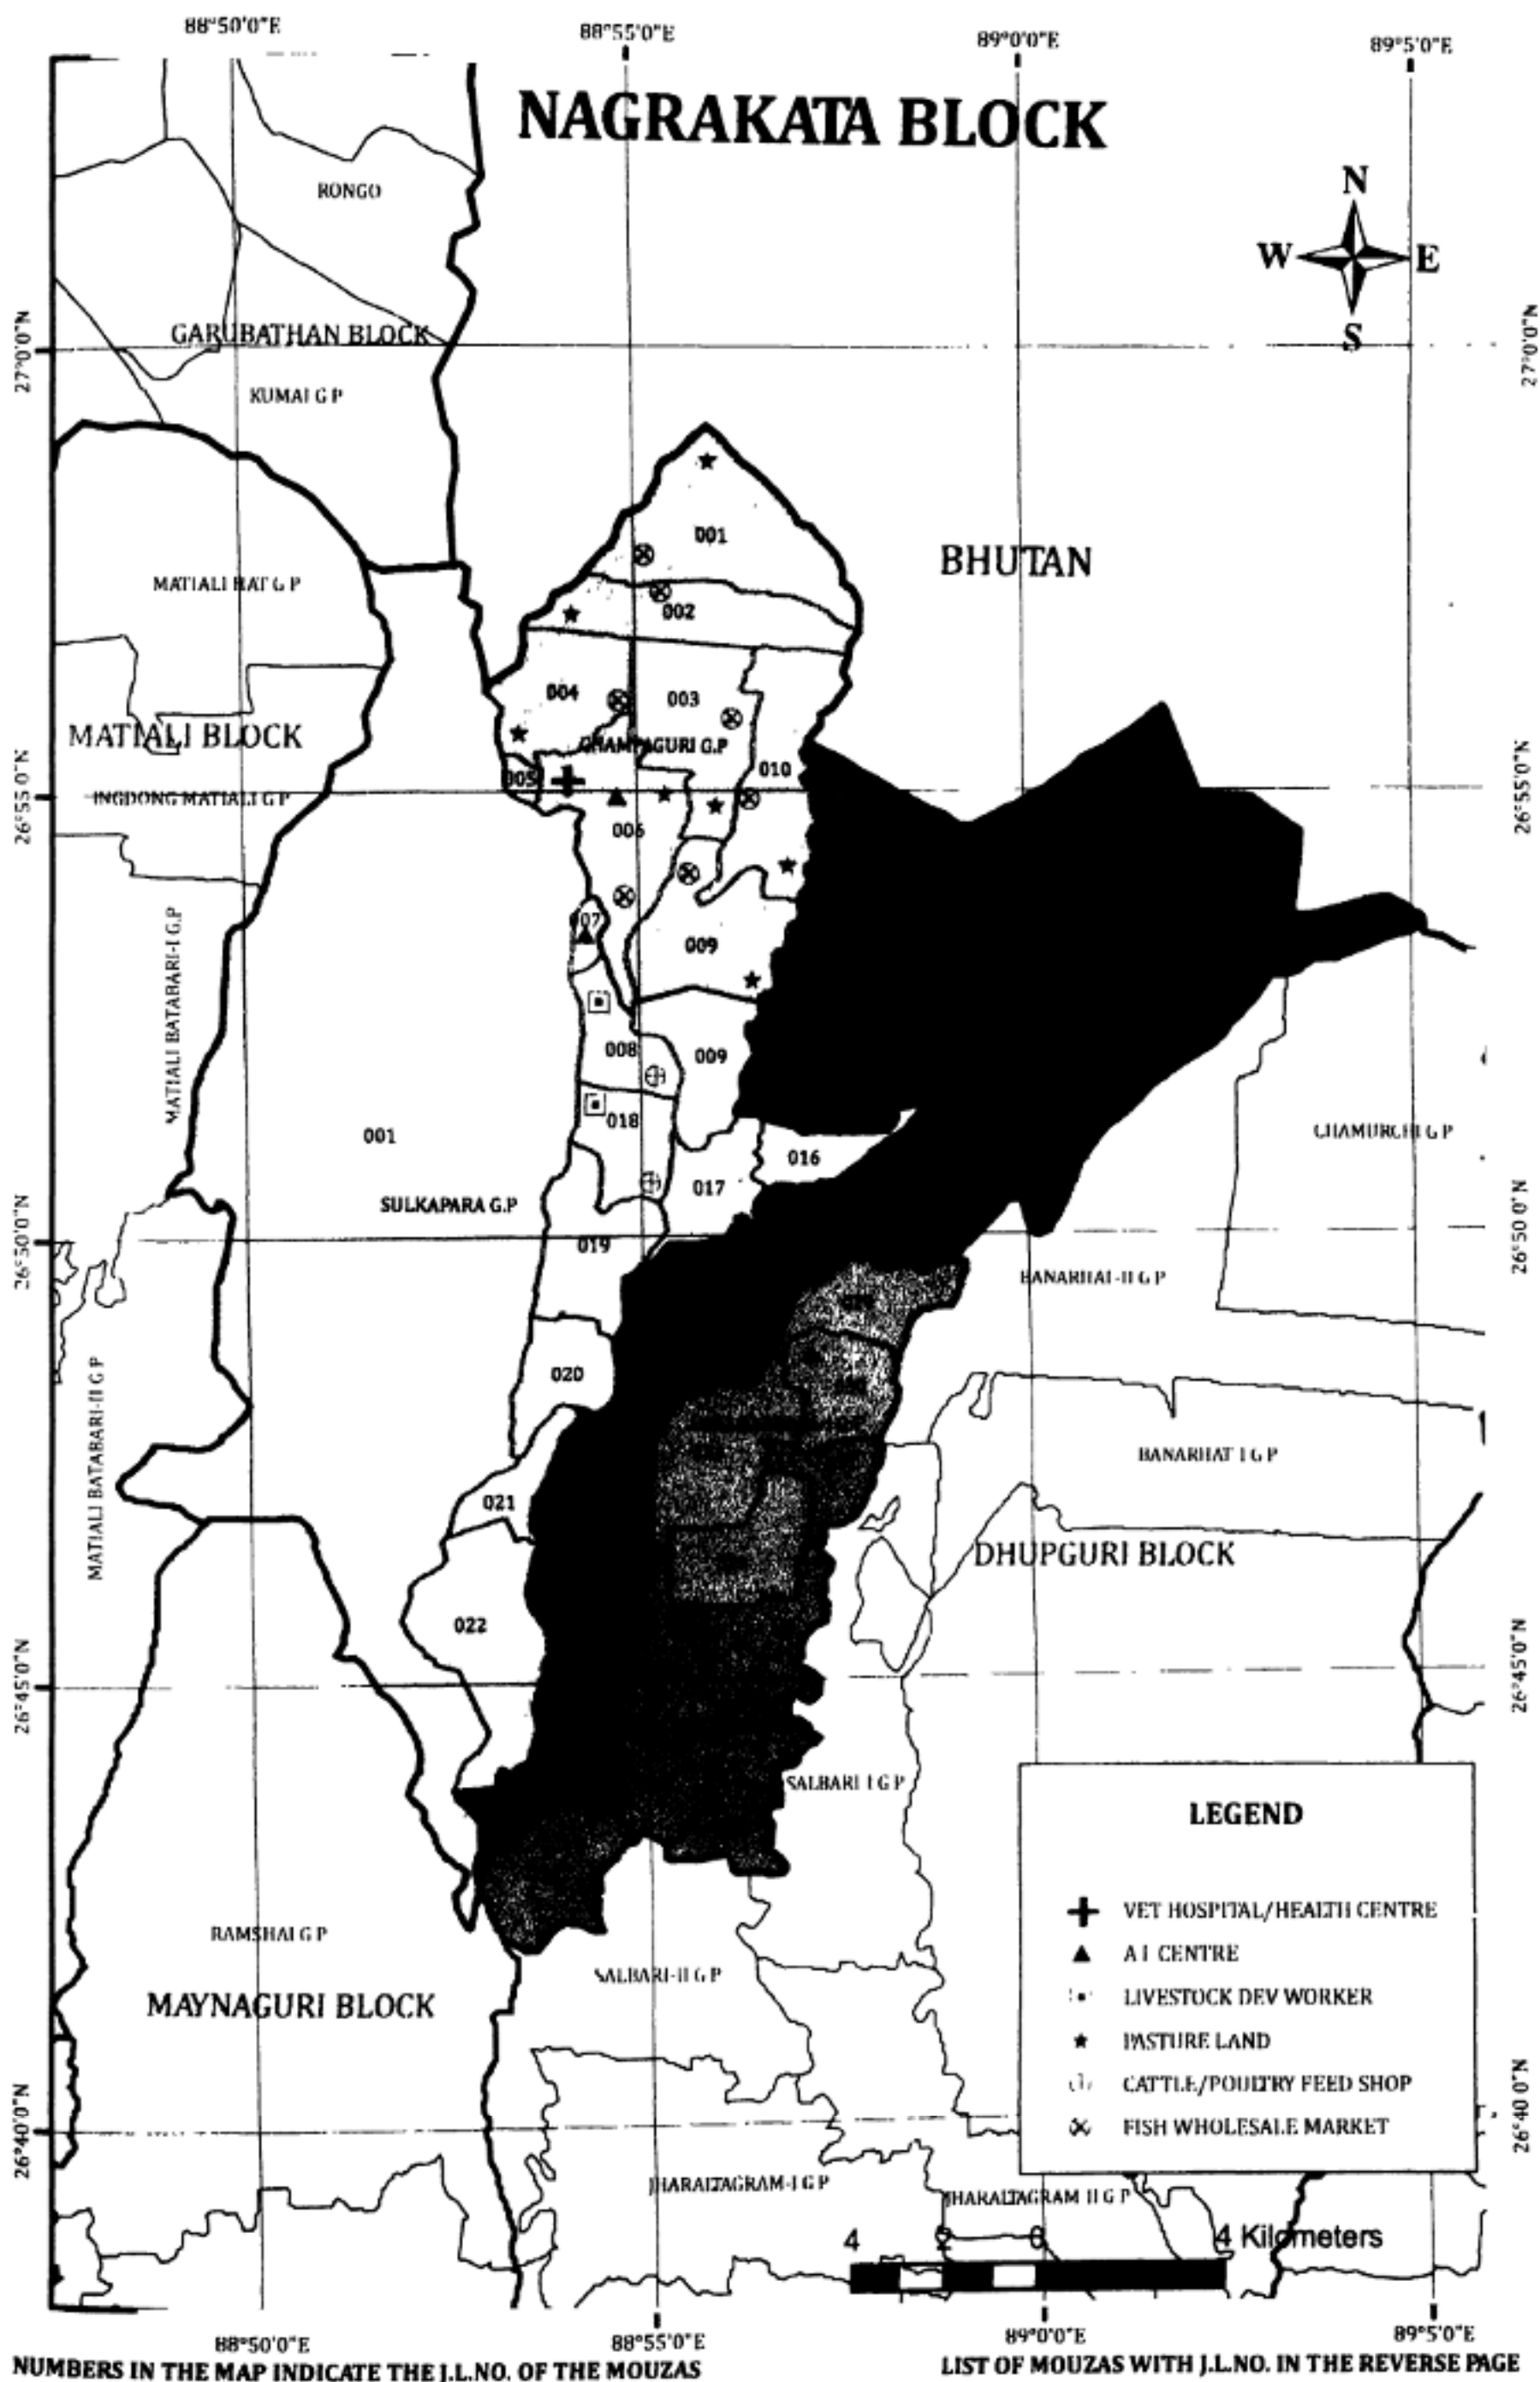 88°50'0"E 88°55'0"E 89°0'0"E 89°5'0"E
NAGRAKATA BLOCK
N
W E
S
RONGO
GARUBATHAN BLOCK
27°0'0"N 27°0'0"N
KUMAI G P
001
BHUTAN
MATIALI HAT G P
002
004 003
MATIALI BLOCK
CHAMPAGURI G.P
005 010
INGDONG MATIALI G P
26°55'0"N 26°55'0"N
006
007
MATIALI BATABARI-I G.P
009
008 009
018
001
CHAMURCHI G P
016
017
SULKAPARA G.P
26°50'0"N 26°50'0"N
019
BANARHAT-II G P
020
MATIALI BATABARI-II G P
BANARHAT I G P
021
DHUPGURI BLOCK
022
26°45'0"N 26°45'0"N
SALBARI I G P
LEGEND
VET HOSPITAL/HEALTH CENTRE
A I CENTRE
LIVESTOCK DEV WORKER
PASTURE LAND
CATTLE/POULTRY FEED SHOP
FISH WHOLESALE MARKET
RAMSHAI G P
SALBARI-II G P
MAYNAGURI BLOCK
26°40'0"N 26°40'0"N
JHARALTAGRAM-I G P
JHARALTAGRAM II G P
4 2 0 4 Kilometers
88°50'0"E 88°55'0"E 89°0'0"E 89°5'0"E
NUMBERS IN THE MAP INDICATE THE J.L.NO. OF THE MOUZAS
LIST OF MOUZAS WITH J.L.NO. IN THE REVERSE PAGE